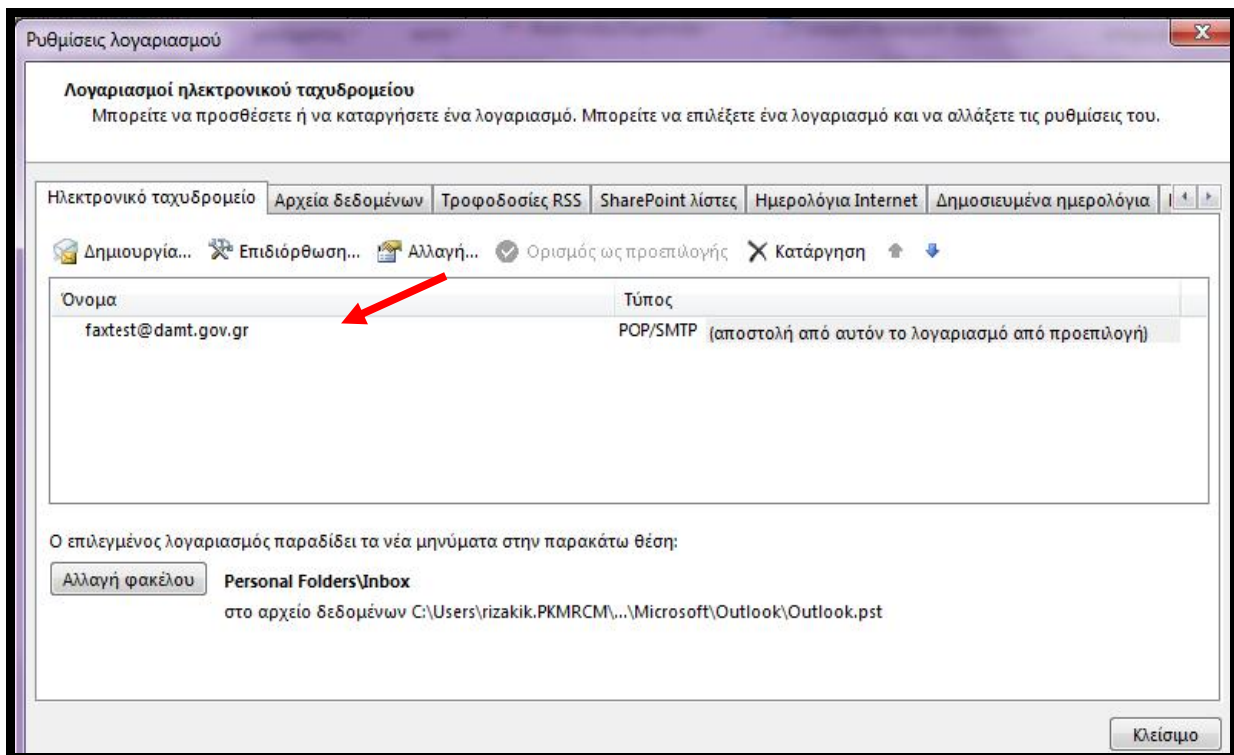 Ρυθμίσεις λογαριασμού
Λογαριασμοί ηλεκτρονικού ταχυδρομείου
Μπορείτε να προσθέσετε ή να καταργήσετε ένα λογαριασμό. Μπορείτε να επιλέξετε ένα λογαριασμό και να αλλάξετε τις ρυθμίσεις του.
Ηλεκτρονικό ταχυδρομείο Αρχεία δεδομένων Τροφοδοσίες RSS SharePoint λίστες Ημερολόγια Internet Δημοσιευμένα ημερολόγια
Δημιουργία... Επιδιόρθωση... Αλλαγή... Ορισμός ως προεπιλογής Κατάργηση
Όνομα Τύπος
faxtest@damt.gov.gr POP/SMTP (αποστολή από αυτόν το λογαριασμό από προεπιλογή)
Ο επιλεγμένος λογαριασμός παραδίδει τα νέα μηνύματα στην παρακάτω θέση:
Αλλαγή φακέλου Personal Folders\Inbox
στο αρχείο δεδομένων C:\Users\rizakik.PKMRCM\...\Microsoft\Outlook\Outlook.pst
Κλείσιμο